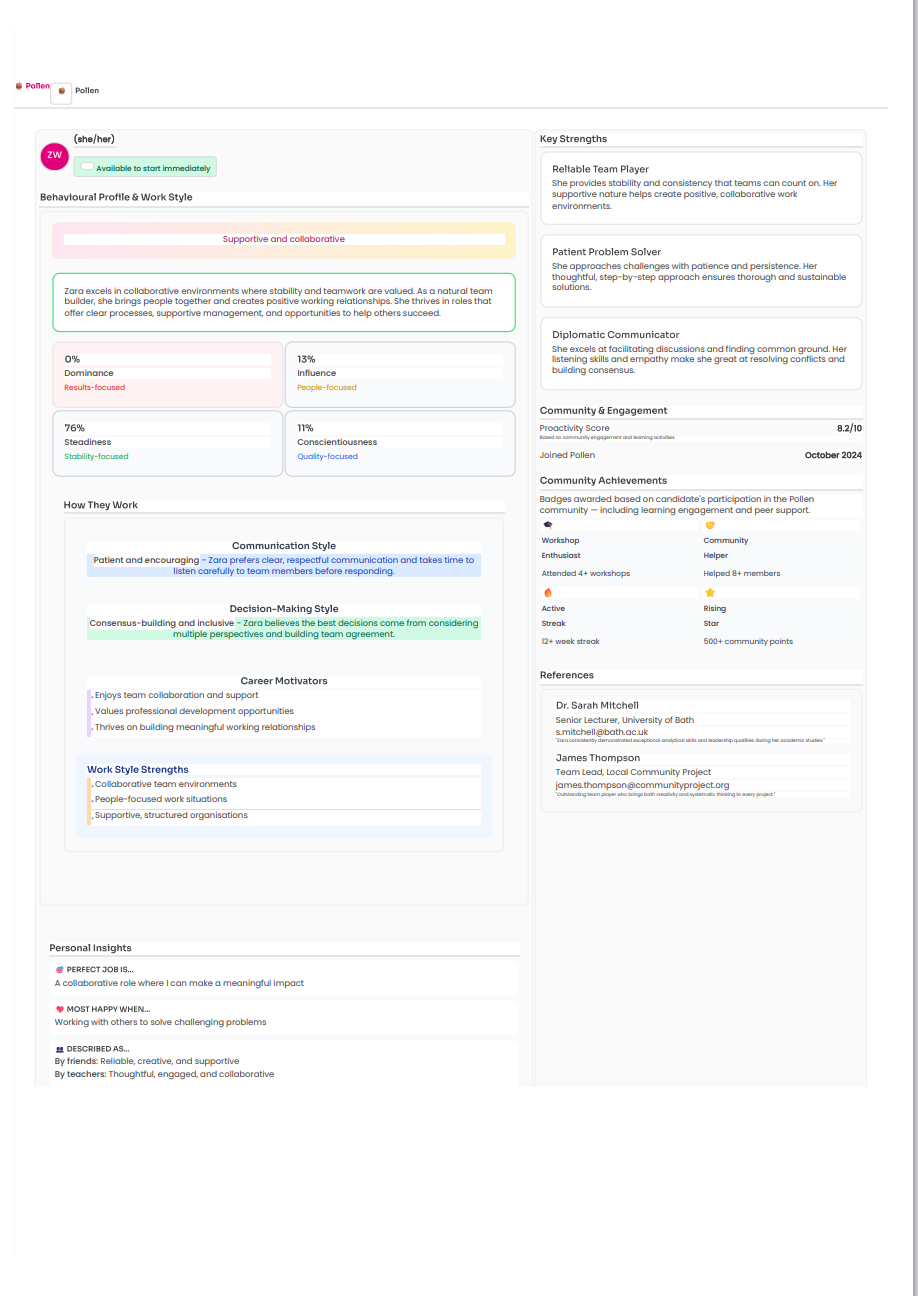 Pollen
Pollen
ZW
(she/her)
Available to start immediately
Behavioural Profile & Work Style
Supportive and collaborative
Zara excels in collaborative environments where stability and teamwork are valued. As a natural team
builder, she brings people together and creates positive working relationships. She thrives in roles that
offer clear processes, supportive management, and opportunities to help others succeed.
0%
Dominance
Results-focused
13%
Influence
People-focused
76%
Steadiness
Stability-focused
11%
Conscientiousness
Quality-focused
How They Work
Communication Style
Patient and encouraging - Zara prefers clear, respectful communication and takes time to
listen carefully to team members before responding.
Decision-Making Style
Consensus-building and inclusive - Zara believes the best decisions come from considering
multiple perspectives and building team agreement.
Career Motivators
Enjoys team collaboration and support
Values professional development opportunities
Thrives on building meaningful working relationships
Work Style Strengths
Collaborative team environments
People-focused work situations
Supportive, structured organisations
Personal Insights
PERFECT JOB IS...
A collaborative role where I can make a meaningful impact
MOST HAPPY WHEN...
Working with others to solve challenging problems
DESCRIBED AS...
By friends: Reliable, creative, and supportive
By teachers: Thoughtful, engaged, and collaborative
Key Strengths
Reliable Team Player
She provides stability and consistency that teams can count on. Her
supportive nature helps create positive, collaborative work
environments.
Patient Problem Solver
She approaches challenges with patience and persistence. Her
thoughtful, step-by-step approach ensures thorough and sustainable
solutions.
Diplomatic Communicator
She excels at facilitating discussions and finding common ground. Her
listening skills and empathy make she great at resolving conflicts and
building consensus.
Community & Engagement
Proactivity Score 8.2/10
Based on community engagement and learning activities
Joined Pollen October 2024
Community Achievements
Badges awarded based on candidate's participation in the Pollen
community — including learning engagement and peer support.
Workshop
Enthusiast
Attended 4+ workshops
Community
Helper
Helped 8+ members
Active
Streak
12+ week streak
Rising
Star
500+ community points
References
Dr. Sarah Mitchell
Senior Lecturer, University of Bath
s.mitchell@bath.ac.uk
"Zara consistently demonstrated exceptional analytical skills and leadership qualities during her academic studies."
James Thompson
Team Lead, Local Community Project
james.thompson@communityproject.org
"Outstanding team player who brings both creativity and systematic thinking to every project."